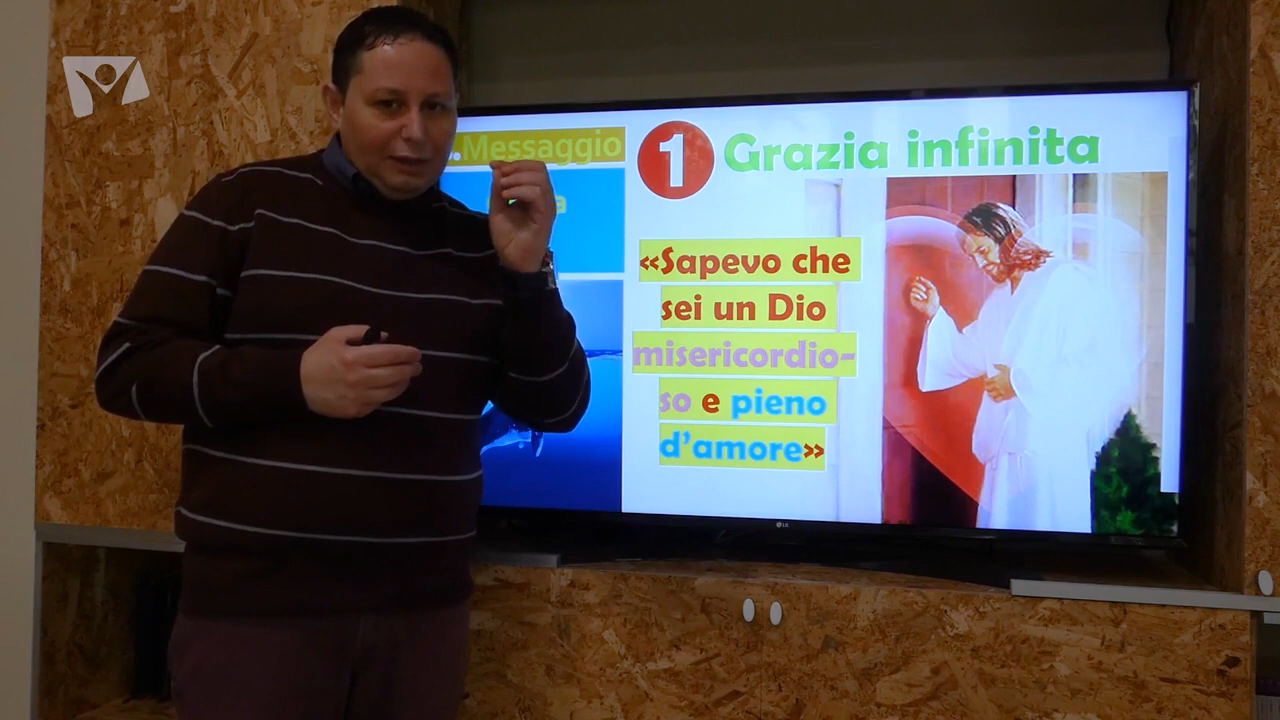 .Messaggio
1 Grazia infinita
«Sapevo che
sei un Dio
misericordio-
so e pieno
d'amore»
LG